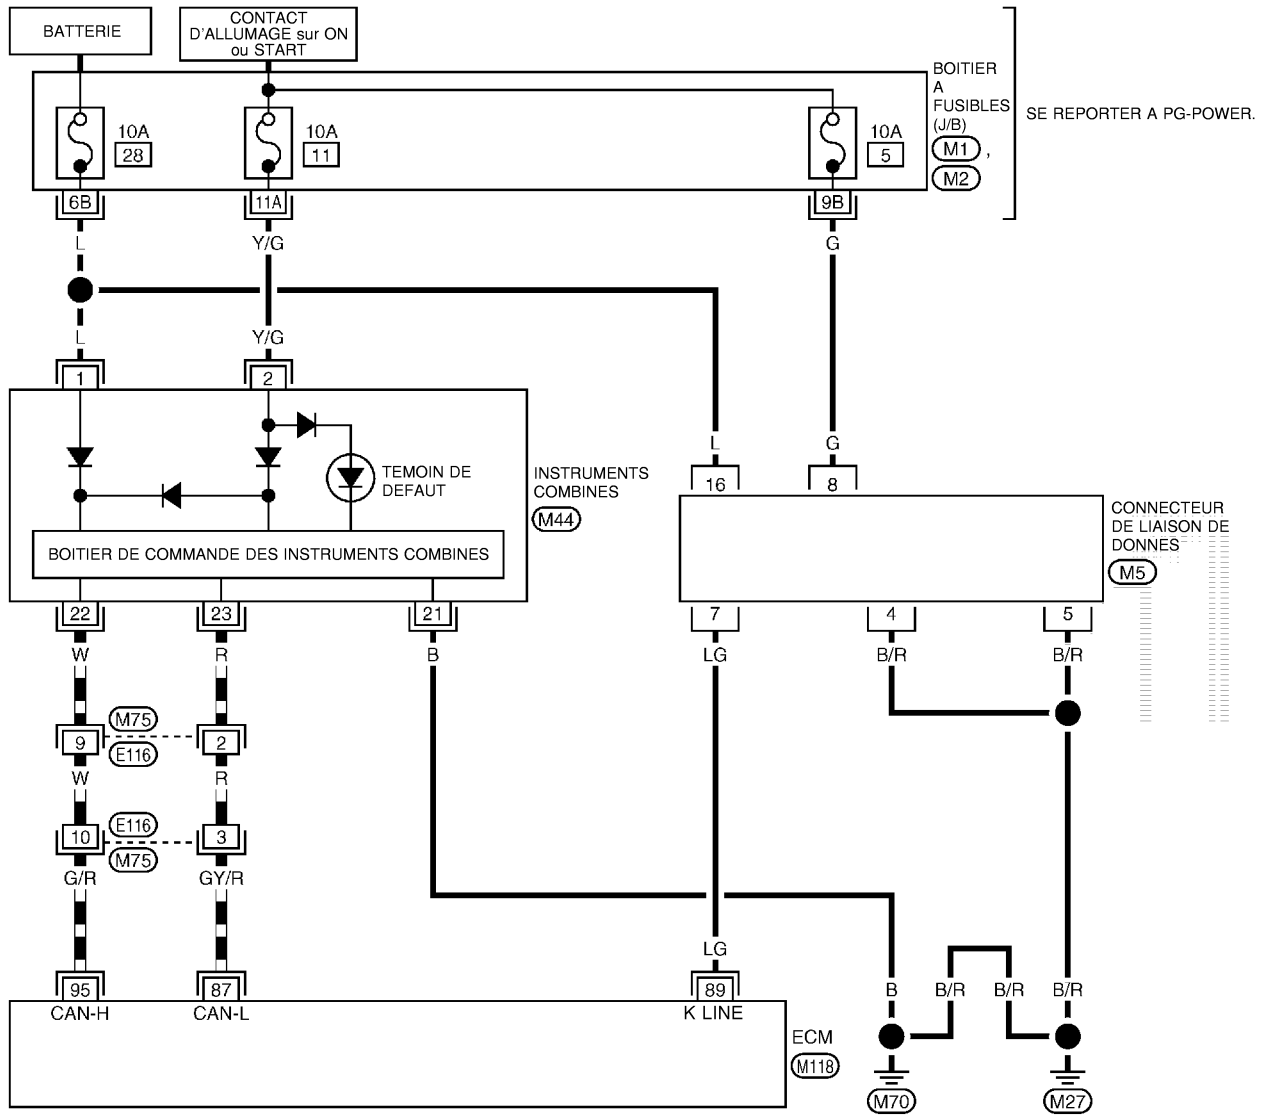 BATTERIE
CONTACT
D'ALLUMAGE sur ON
ou START
BOITIER
A
FUSIBLES
(J/B)
M1 ,
M2
SE REPORTER A PG-POWER.
10A
28
10A
11
10A
5
6B
11A
9B
L
Y/G
G
L
Y/G
1
2
L
G
16
8
TEMOIN DE
DEFAUT
INSTRUMENTS
COMBINES
M44
BOITIER DE COMMANDE DES INSTRUMENTS COMBINES
CONNECTEUR
DE LIAISON DE
DONNES
M5
22
23
21
7
4
5
W
R
B
LG
B/R
B/R
M75
9
2
E116
W
R
E116
10
3
M75
G/R
GY/R
LG
95
87
89
B
B/R
B/R
B/R
CAN-H
CAN-L
K LINE
ECM
M118
M70
M27